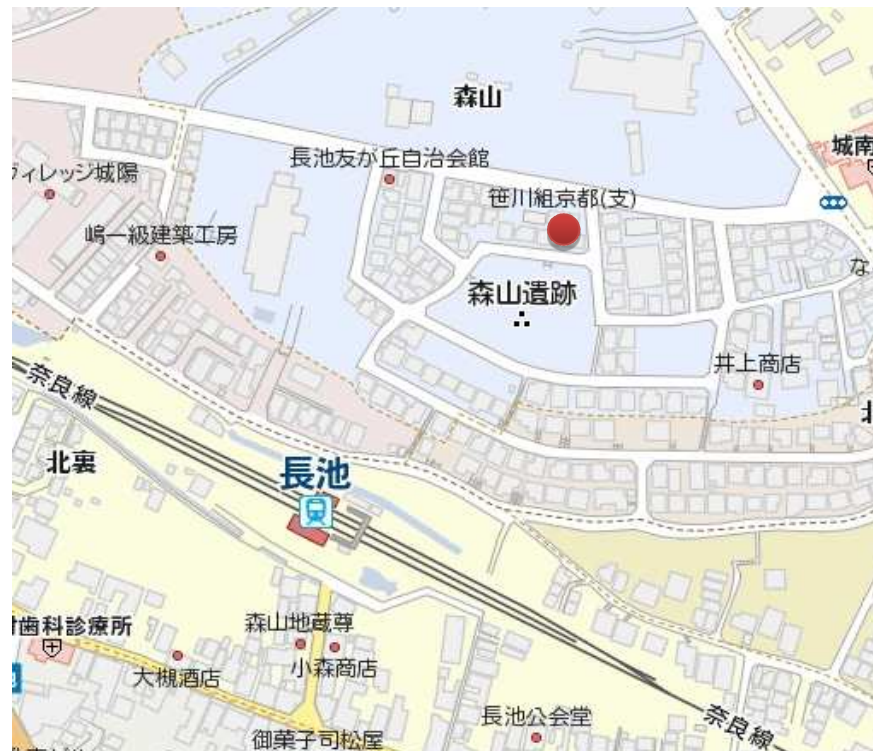 森山
城南
長池友が丘自治会館
ィレッジ城陽
笹川組京都(支)
嶋一級建築工房
な
森山遺跡
井上商店
奈良線
北裏
長池
歯科診療所
森山地蔵尊
小森商店
大槻酒店
長池公会堂
御菓子司松屋
奈良線